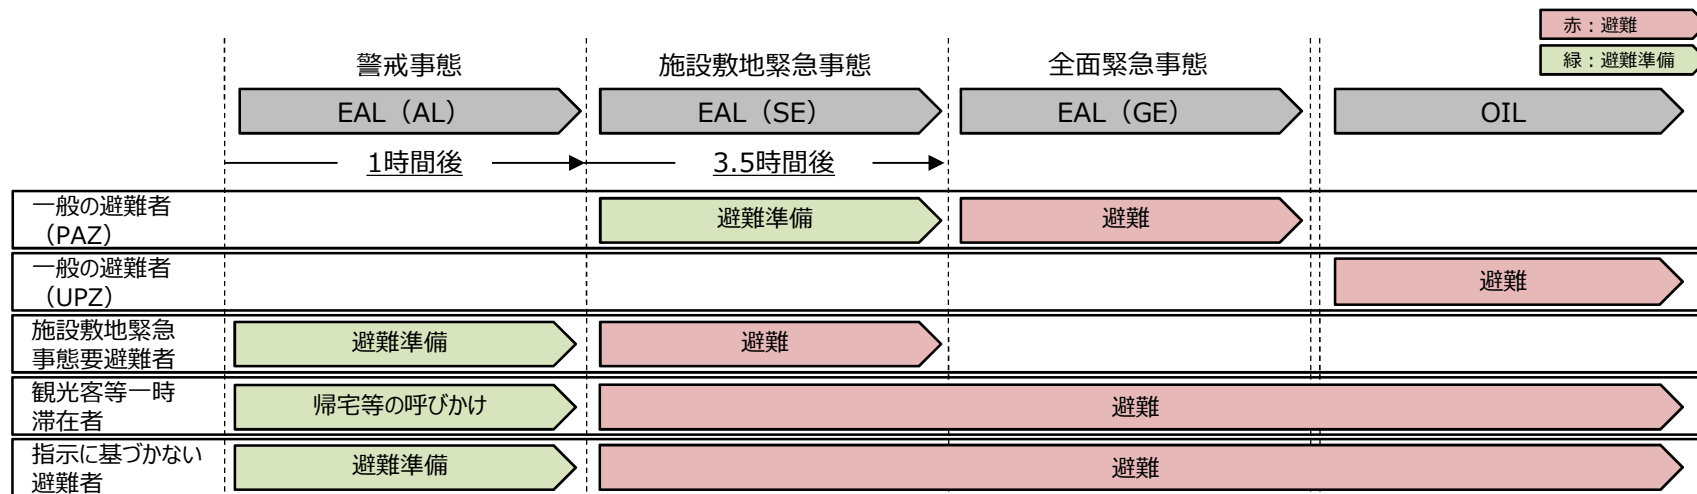 赤：避難
緑：避難準備
警戒事態
施設敷地緊急事態
全面緊急事態
EAL（AL）
EAL（SE）
EAL（GE）
OIL
1時間後
3.5時間後
一般の避難者
（PAZ）
避難準備
避難
一般の避難者
（UPZ）
避難
施設敷地緊急
事態要避難者
避難準備
避難
観光客等一時
滞在者
帰宅等の呼びかけ
避難
指示に基づかない
避難者
避難準備
避難